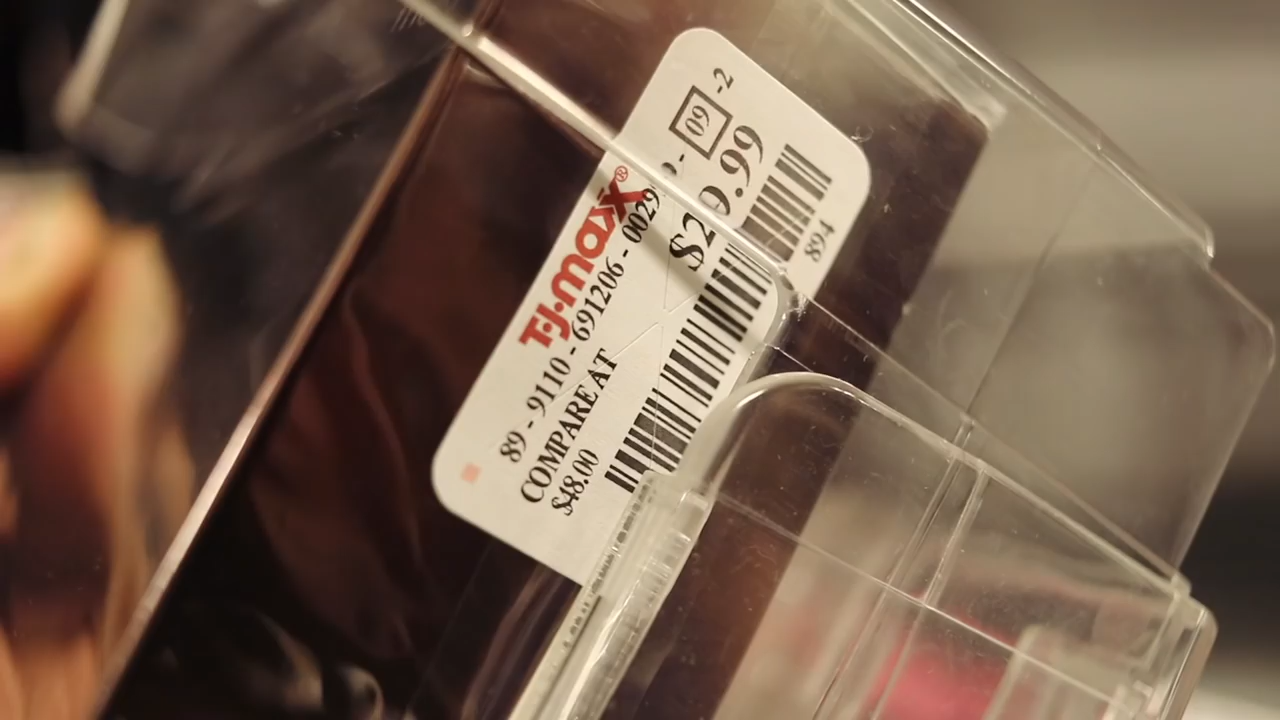 T.J.maxx®
89 - 9110 - 691206 - 0029
09 -2
COMPARE AT
$48.00
894